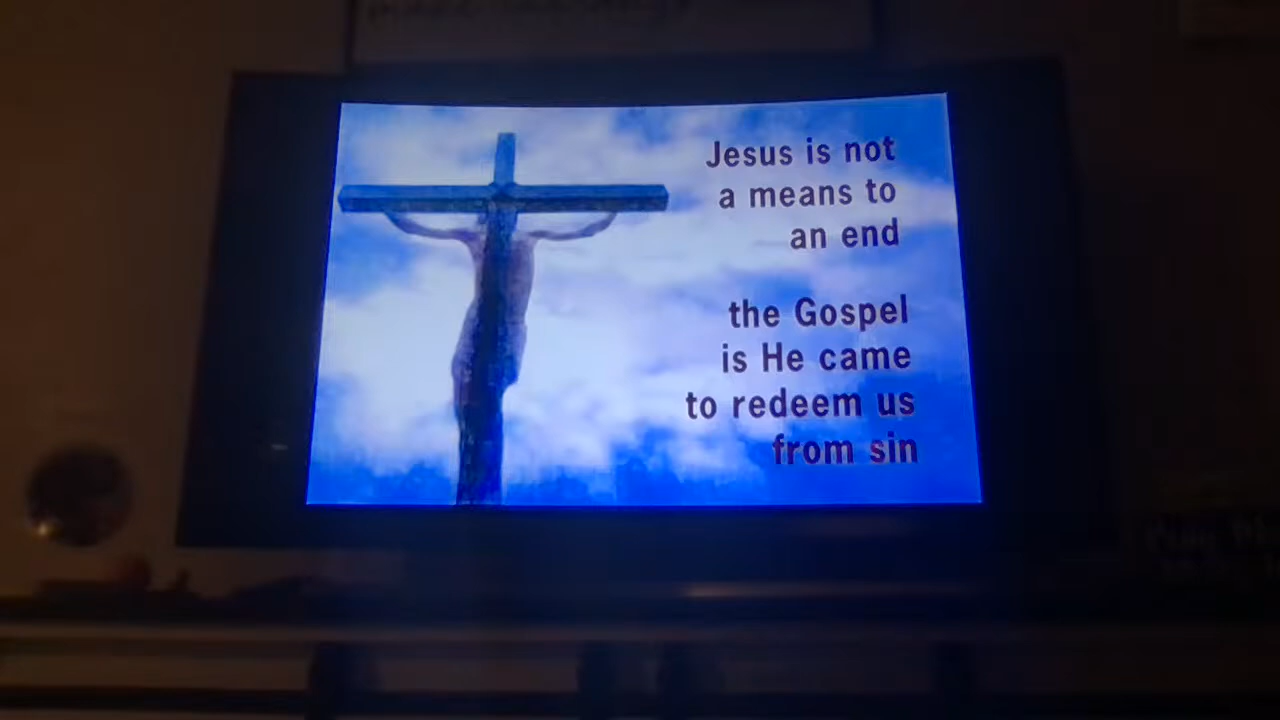 Jesus is not
a means to
an end
the Gospel
is He came
to redeem us
from sin